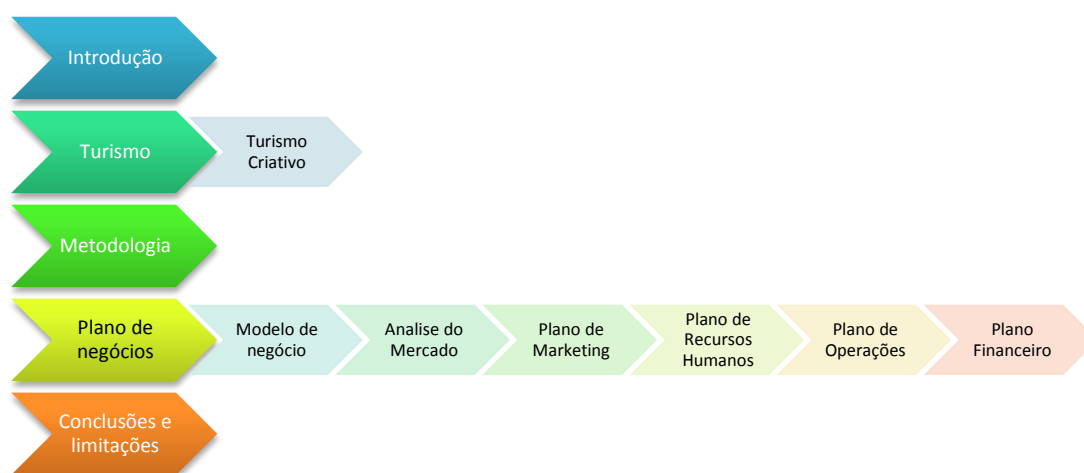 Introdução
Turismo
Turismo
Criativo
Metodologia
Plano de
negócios
Modelo de
negócio
Analise do
Mercado
Plano de
Marketing
Plano de
Recursos
Humanos
Plano de
Operações
Plano
Financeiro
Conclusões e
limitações